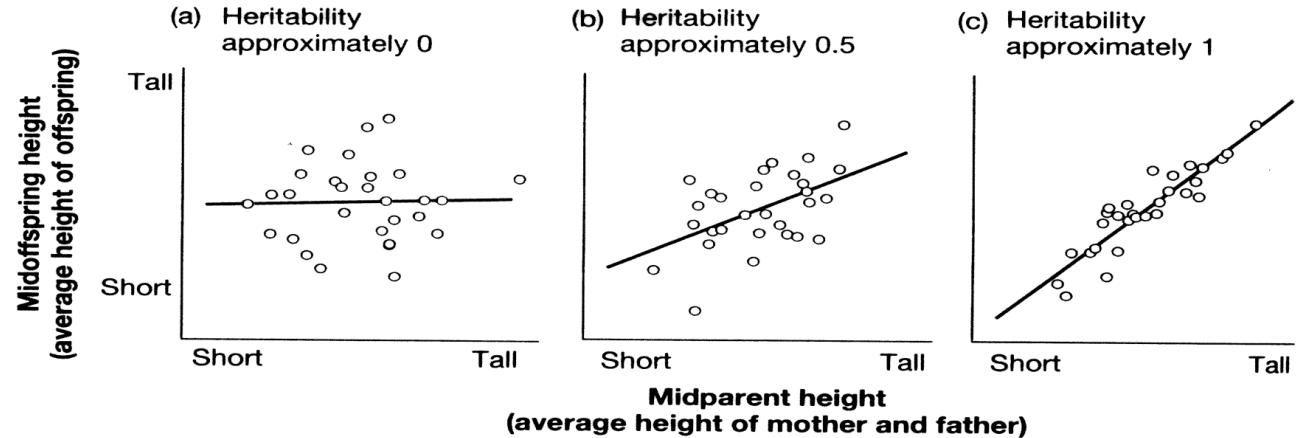 (a) Heritability
approximately 0
(b) Heritability
approximately 0.5
(c) Heritability
approximately 1
Midoffspring height
(average height of offspring)
Tall
Short
Short Tall
Short Tall
Short Tall
Midparent height
(average height of mother and father)